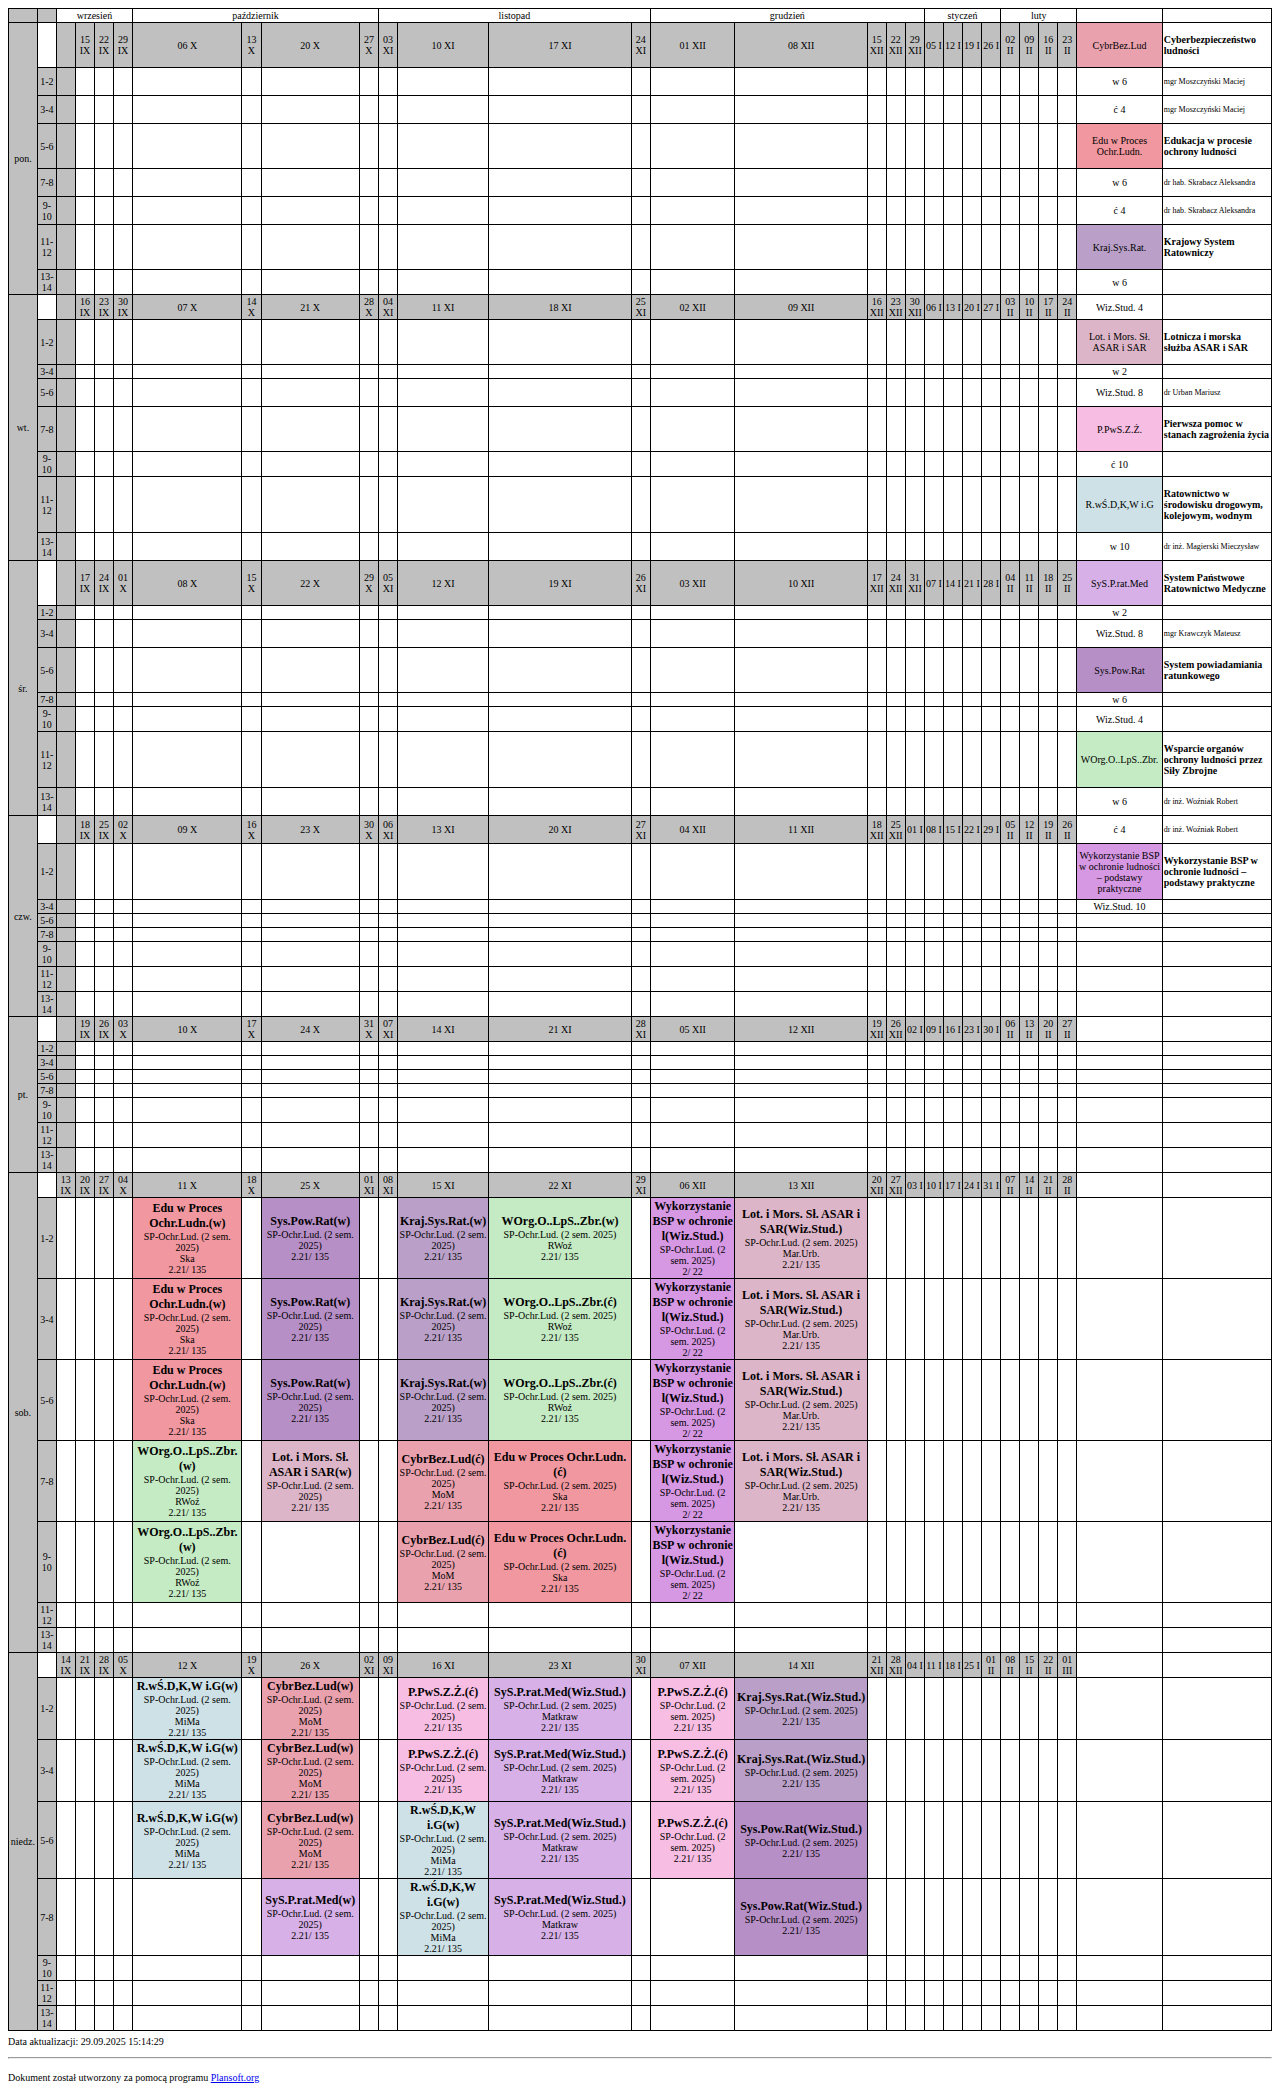 wrzesień październik listopad grudzień styczeń luty
pon. 15 IX 22 IX 29 IX 06 X 13 X 20 X 27 X 03 XI 10 XI 17 XI 24 XI 01 XII 08 XII 15 XII 22 XII 29 XII 05 I 12 I 19 I 26 I 02 II 09 II 16 II 23 II CybrBez.Lud Cyberbezpieczeństwo ludności
1-2 w 6 mgr Moszczyński Maciej
3-4 ć 4 mgr Moszczyński Maciej
5-6 Edu w Proces Ochr.Ludn. Edukacja w procesie ochrony ludności
7-8 w 6 dr hab. Skrabacz Aleksandra
9-10 ć 4 dr hab. Skrabacz Aleksandra
11-12 Kraj.Sys.Rat. Krajowy System Ratowniczy
13-14 w 6
wt. 16 IX 23 IX 30 IX 07 X 14 X 21 X 28 X 04 XI 11 XI 18 XI 25 XI 02 XII 09 XII 16 XII 23 XII 30 XII 06 I 13 I 20 I 27 I 03 II 10 II 17 II 24 II Wiz.Stud. 4
1-2 Lot. i Mors. Sł. ASAR i SAR Lotnicza i morska służba ASAR i SAR
3-4 w 2
5-6 Wiz.Stud. 8 dr Urban Mariusz
7-8 P.PwS.Z.Ż. Pierwsza pomoc w stanach zagrożenia życia
9-10 ć 10
11-12 R.wŚ.D,K,W i.G Ratownictwo w środowisku drogowym, kolejowym, wodnym
13-14 w 10 dr inż. Magierski Mieczysław
śr. 17 IX 24 IX 01 X 08 X 15 X 22 X 29 X 05 XI 12 XI 19 XI 26 XI 03 XII 10 XII 17 XII 24 XII 31 XII 07 I 14 I 21 I 28 I 04 II 11 II 18 II 25 II SyS.P.rat.Med System Państwowe Ratownictwo Medyczne
1-2 w 2
3-4 Wiz.Stud. 8 mgr Krawczyk Mateusz
5-6 Sys.Pow.Rat System powiadamiania ratunkowego
7-8 w 6
9-10 Wiz.Stud. 4
11-12 WOrg.O..LpS..Zbr. Wsparcie organów ochrony ludności przez Siły Zbrojne
13-14 w 6 dr inż. Woźniak Robert
czw. 18 IX 25 IX 02 X 09 X 16 X 23 X 30 X 06 XI 13 XI 20 XI 27 XI 04 XII 11 XII 18 XII 25 XII 01 I 08 I 15 I 22 I 29 I 05 II 12 II 19 II 26 II ć 4 dr inż. Woźniak Robert
1-2 Wykorzystanie BSP w ochronie ludności – podstawy praktyczne Wykorzystanie BSP w ochronie ludności – podstawy praktyczne
3-4 Wiz.Stud. 10
5-6
7-8
9-10
11-12
13-14
pt. 19 IX 26 IX 03 X 10 X 17 X 24 X 31 X 07 XI 14 XI 21 XI 28 XI 05 XII 12 XII 19 XII 26 XII 02 I 09 I 16 I 23 I 30 I 06 II 13 II 20 II 27 II
1-2
3-4
5-6
7-8
9-10
11-12
13-14
sob. 13 IX 20 IX 27 IX 04 X 11 X 18 X 25 X 01 XI 08 XI 15 XI 22 XI 29 XI 06 XII 13 XII 20 XII 27 XII 03 I 10 I 17 I 24 I 31 I 07 II 14 II 21 II 28 II
1-2 Edu w Proces Ochr.Ludn.(w) SP-Ochr.Lud. (2 sem. 2025) Ska 2.21/ 135 Sys.Pow.Rat(w) SP-Ochr.Lud. (2 sem. 2025) 2.21/ 135 Kraj.Sys.Rat.(w) SP-Ochr.Lud. (2 sem. 2025) 2.21/ 135 WOrg.O..LpS..Zbr.(w) SP-Ochr.Lud. (2 sem. 2025) RWoź 2.21/ 135 Wykorzystanie BSP w ochronie l(Wiz.Stud.) SP-Ochr.Lud. (2 sem. 2025) 2/ 22 Lot. i Mors. Sł. ASAR i SAR(Wiz.Stud.) SP-Ochr.Lud. (2 sem. 2025) Mar.Urb. 2.21/ 135
3-4 Edu w Proces Ochr.Ludn.(w) SP-Ochr.Lud. (2 sem. 2025) Ska 2.21/ 135 Sys.Pow.Rat(w) SP-Ochr.Lud. (2 sem. 2025) 2.21/ 135 Kraj.Sys.Rat.(w) SP-Ochr.Lud. (2 sem. 2025) 2.21/ 135 WOrg.O..LpS..Zbr.(ć) SP-Ochr.Lud. (2 sem. 2025) RWoź 2.21/ 135 Wykorzystanie BSP w ochronie l(Wiz.Stud.) SP-Ochr.Lud. (2 sem. 2025) 2/ 22 Lot. i Mors. Sł. ASAR i SAR(Wiz.Stud.) SP-Ochr.Lud. (2 sem. 2025) Mar.Urb. 2.21/ 135
5-6 Edu w Proces Ochr.Ludn.(w) SP-Ochr.Lud. (2 sem. 2025) Ska 2.21/ 135 Sys.Pow.Rat(w) SP-Ochr.Lud. (2 sem. 2025) 2.21/ 135 Kraj.Sys.Rat.(w) SP-Ochr.Lud. (2 sem. 2025) 2.21/ 135 WOrg.O..LpS..Zbr.(ć) SP-Ochr.Lud. (2 sem. 2025) RWoź 2.21/ 135 Wykorzystanie BSP w ochronie l(Wiz.Stud.) SP-Ochr.Lud. (2 sem. 2025) 2/ 22 Lot. i Mors. Sł. ASAR i SAR(Wiz.Stud.) SP-Ochr.Lud. (2 sem. 2025) Mar.Urb. 2.21/ 135
7-8 WOrg.O..LpS..Zbr.(w) SP-Ochr.Lud. (2 sem. 2025) RWoź 2.21/ 135 Lot. i Mors. Sł. ASAR i SAR(w) SP-Ochr.Lud. (2 sem. 2025) 2.21/ 135 CybrBez.Lud(ć) SP-Ochr.Lud. (2 sem. 2025) MoM 2.21/ 135 Edu w Proces Ochr.Ludn.(ć) SP-Ochr.Lud. (2 sem. 2025) Ska 2.21/ 135 Wykorzystanie BSP w ochronie l(Wiz.Stud.) SP-Ochr.Lud. (2 sem. 2025) 2/ 22 Lot. i Mors. Sł. ASAR i SAR(Wiz.Stud.) SP-Ochr.Lud. (2 sem. 2025) Mar.Urb. 2.21/ 135
9-10 WOrg.O..LpS..Zbr.(w) SP-Ochr.Lud. (2 sem. 2025) RWoź 2.21/ 135 CybrBez.Lud(ć) SP-Ochr.Lud. (2 sem. 2025) MoM 2.21/ 135 Edu w Proces Ochr.Ludn.(ć) SP-Ochr.Lud. (2 sem. 2025) Ska 2.21/ 135 Wykorzystanie BSP w ochronie l(Wiz.Stud.) SP-Ochr.Lud. (2 sem. 2025) 2/ 22
11-12
13-14
niedz. 14 IX 21 IX 28 IX 05 X 12 X 19 X 26 X 02 XI 09 XI 16 XI 23 XI 30 XI 07 XII 14 XII 21 XII 28 XII 04 I 11 I 18 I 25 I 01 II 08 II 15 II 22 II 01 III
1-2 R.wŚ.D,K,W i.G(w) SP-Ochr.Lud. (2 sem. 2025) MiMa 2.21/ 135 CybrBez.Lud(w) SP-Ochr.Lud. (2 sem. 2025) MoM 2.21/ 135 P.PwS.Z.Ż.(ć) SP-Ochr.Lud. (2 sem. 2025) 2.21/ 135 SyS.P.rat.Med(Wiz.Stud.) SP-Ochr.Lud. (2 sem. 2025) Matkraw 2.21/ 135 P.PwS.Z.Ż.(ć) SP-Ochr.Lud. (2 sem. 2025) 2.21/ 135 Kraj.Sys.Rat.(Wiz.Stud.) SP-Ochr.Lud. (2 sem. 2025) 2.21/ 135
3-4 R.wŚ.D,K,W i.G(w) SP-Ochr.Lud. (2 sem. 2025) MiMa 2.21/ 135 CybrBez.Lud(w) SP-Ochr.Lud. (2 sem. 2025) MoM 2.21/ 135 P.PwS.Z.Ż.(ć) SP-Ochr.Lud. (2 sem. 2025) 2.21/ 135 SyS.P.rat.Med(Wiz.Stud.) SP-Ochr.Lud. (2 sem. 2025) Matkraw 2.21/ 135 P.PwS.Z.Ż.(ć) SP-Ochr.Lud. (2 sem. 2025) 2.21/ 135 Kraj.Sys.Rat.(Wiz.Stud.) SP-Ochr.Lud. (2 sem. 2025) 2.21/ 135
5-6 R.wŚ.D,K,W i.G(w) SP-Ochr.Lud. (2 sem. 2025) MiMa 2.21/ 135 CybrBez.Lud(w) SP-Ochr.Lud. (2 sem. 2025) MoM 2.21/ 135 R.wŚ.D,K,W i.G(w) SP-Ochr.Lud. (2 sem. 2025) MiMa 2.21/ 135 SyS.P.rat.Med(Wiz.Stud.) SP-Ochr.Lud. (2 sem. 2025) Matkraw 2.21/ 135 P.PwS.Z.Ż.(ć) SP-Ochr.Lud. (2 sem. 2025) 2.21/ 135 Sys.Pow.Rat(Wiz.Stud.) SP-Ochr.Lud. (2 sem. 2025) 2.21/ 135
7-8 SyS.P.rat.Med(w) SP-Ochr.Lud. (2 sem. 2025) 2.21/ 135 R.wŚ.D,K,W i.G(w) SP-Ochr.Lud. (2 sem. 2025) MiMa 2.21/ 135 SyS.P.rat.Med(Wiz.Stud.) SP-Ochr.Lud. (2 sem. 2025) Matkraw 2.21/ 135 Sys.Pow.Rat(Wiz.Stud.) SP-Ochr.Lud. (2 sem. 2025) 2.21/ 135
9-10
11-12
13-14
Data aktualizacji: 29.09.2025 15:14:29
Dokument został utworzony za pomocą programu Plansoft.org